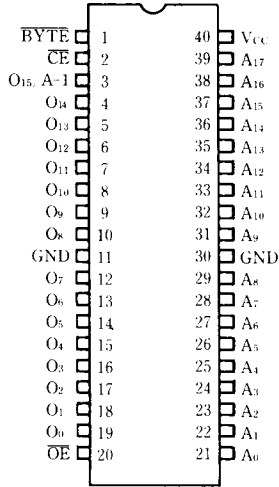 B̅Y̅T̅E̅ 1 40 Vcc
C̅E̅ 2 39 A₁₇
O₁₅, A-1 3 38 A₁₆
O₁₄ 4 37 A₁₅
O₁₃ 5 36 A₁₄
O₁₂ 6 35 A₁₃
O₁₁ 7 34 A₁₂
O₁₀ 8 33 A₁₁
O₉ 9 32 A₁₀
O₈ 10 31 A₉
GND 11 30 GND
O₇ 12 29 A₈
O₆ 13 28 A₇
O₅ 14 27 A₆
O₄ 15 26 A₅
O₃ 16 25 A₄
O₂ 17 24 A₃
O₁ 18 23 A₂
O₀ 19 22 A₁
O̅E̅ 20 21 A₀